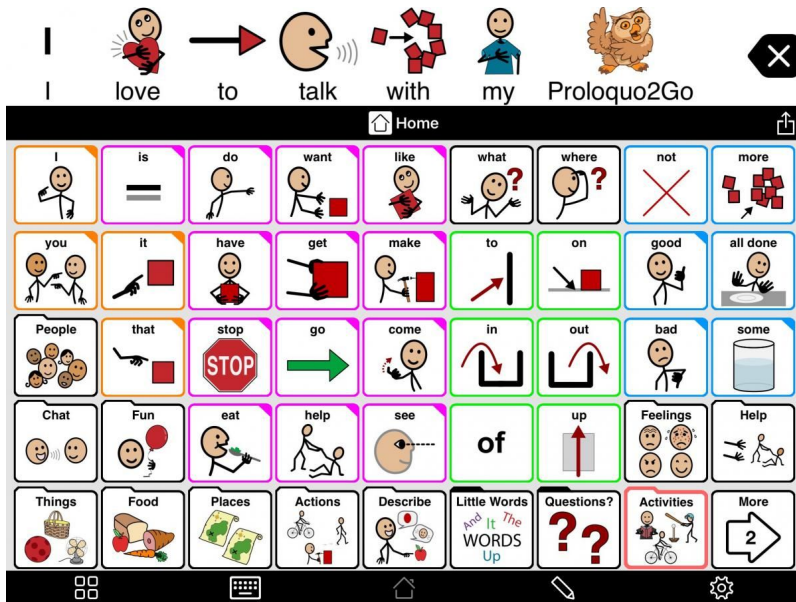 I love to talk with my Proloquo2Go
Home
I is do want like what where not more
you it have get make to on good all done
People that stop go come in out bad some
STOP
Chat Fun eat help see of up Feelings Help
of
Things Food Places Actions Describe Little Words Questions? Activities More
And It The
WORDS
Up
2